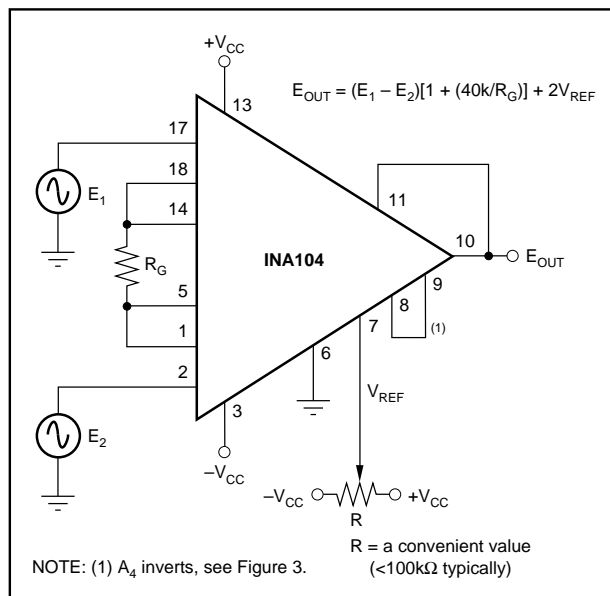 +VCC
13
EOUT = (E1 – E2)[1 + (40k/RG)] + 2VREF
17
18
E1
14
11
RG
INA104
10
EOUT
9
5
8
(1)
1
7
6
2
VREF
3
E2
–VCC
–VCC
+VCC
R
R = a convenient value
(<100kΩ typically)
NOTE: (1) A4 inverts, see Figure 3.